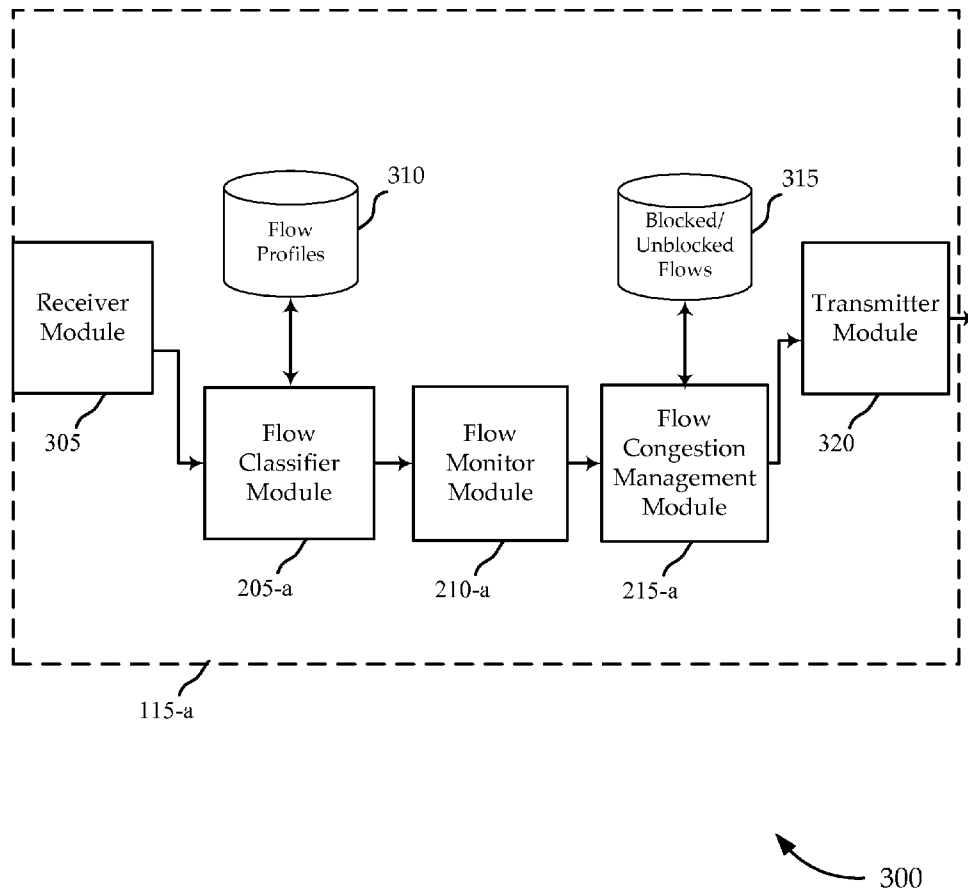 310
Flow
Profiles
315
Blocked/
Unblocked
Flows
Receiver
Module
305
Transmitter
Module
320
Flow
Classifier
Module
205-a
Flow
Monitor
Module
210-a
Flow
Congestion
Management
Module
215-a
115-a
300